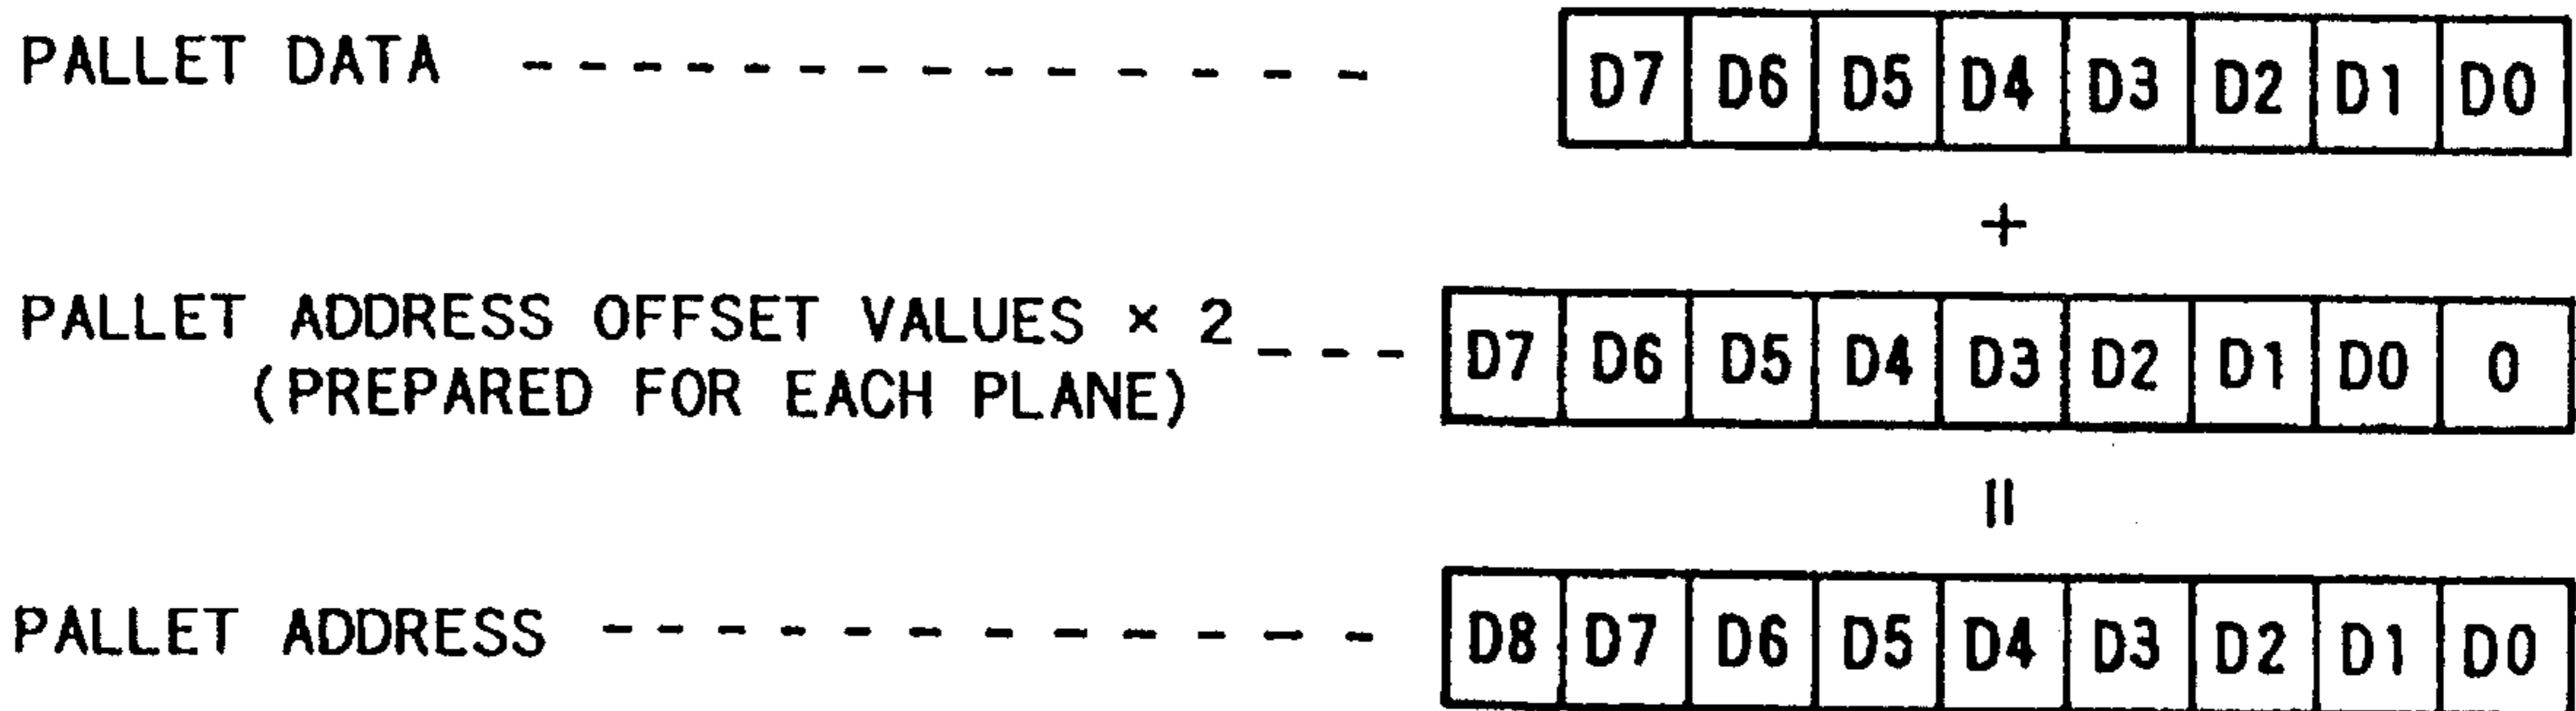 PALLET DATA --------------- D7 D6 D5 D4 D3 D2 D1 D0
+
PALLET ADDRESS OFFSET VALUES × 2 --- D7 D6 D5 D4 D3 D2 D1 D0 0
(PREPARED FOR EACH PLANE)
=
PALLET ADDRESS ------------- D8 D7 D6 D5 D4 D3 D2 D1 D0